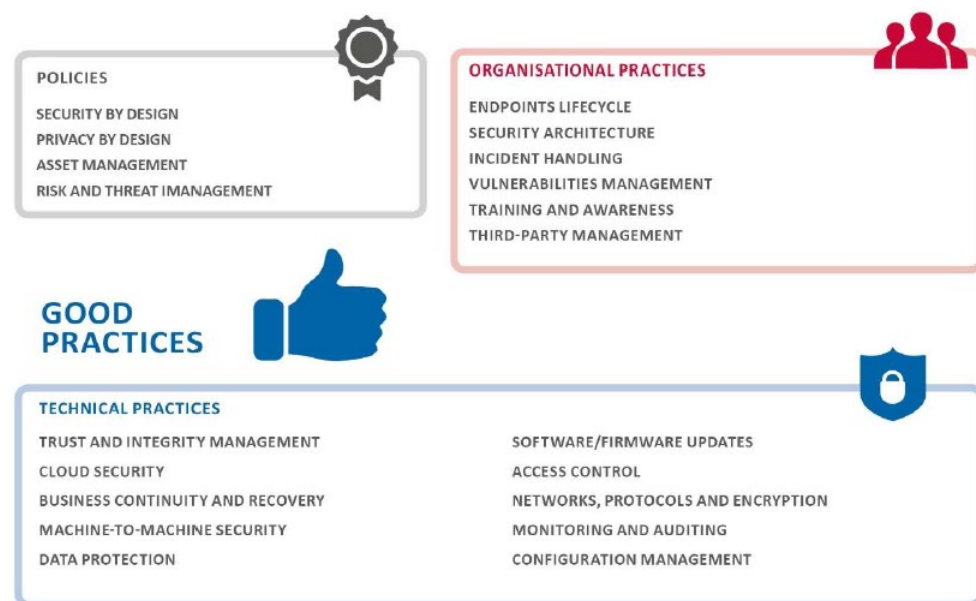 POLICIES
SECURITY BY DESIGN
PRIVACY BY DESIGN
ASSET MANAGEMENT
RISK AND THREAT IMANAGEMENT
ORGANISATIONAL PRACTICES
ENDPOINTS LIFECYCLE
SECURITY ARCHITECTURE
INCIDENT HANDLING
VULNERABILITIES MANAGEMENT
TRAINING AND AWARENESS
THIRD-PARTY MANAGEMENT
GOOD
PRACTICES
TECHNICAL PRACTICES
TRUST AND INTEGRITY MANAGEMENT
CLOUD SECURITY
BUSINESS CONTINUITY AND RECOVERY
MACHINE-TO-MACHINE SECURITY
DATA PROTECTION
SOFTWARE/FIRMWARE UPDATES
ACCESS CONTROL
NETWORKS, PROTOCOLS AND ENCRYPTION
MONITORING AND AUDITING
CONFIGURATION MANAGEMENT